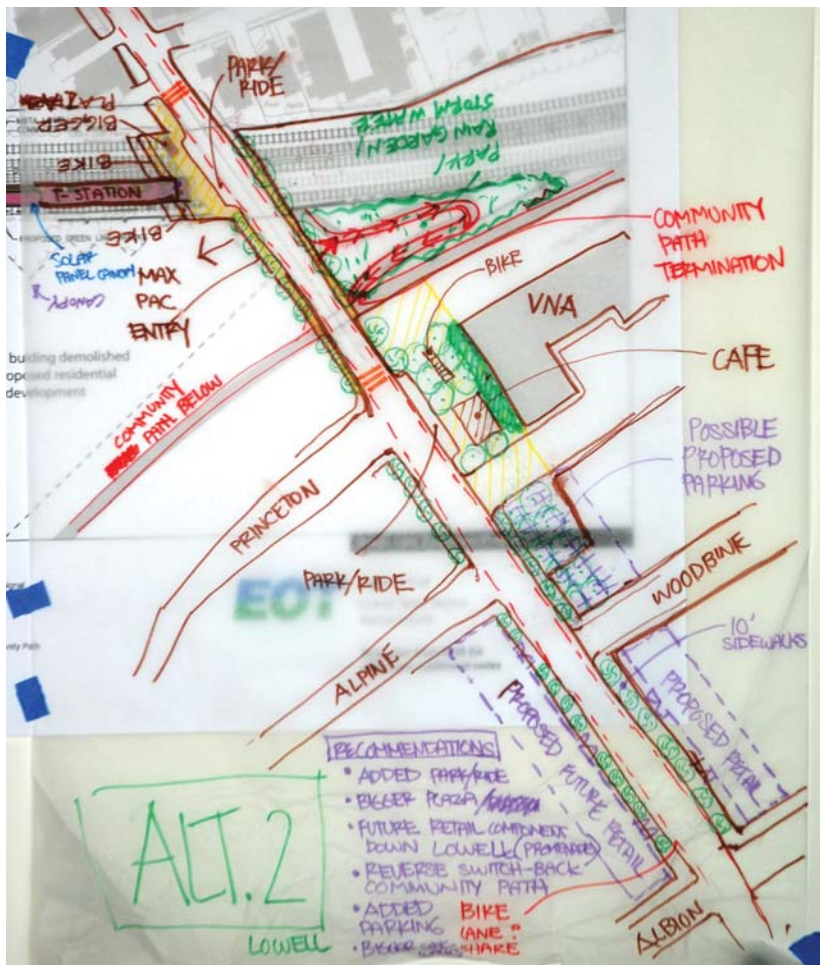 PARK/
RIDE
PLAZA
BIGGER
BIKE
T-STATION
BIKE
PROPOSED GREEN
SOLAR
PANEL CANOPY
CANOPY
MAX
PAC
ENTRY
STORM WATER
RAIN GARDEN/
PARK/
COMMUNITY
PATH
TERMINATION
BIKE
VNA
CAFE
building demolished
residential
development
COMMUNITY
PATH BELOW
POSSIBLE
PROPOSED
PARKING
PRINCETON
PARK/RIDE
EOT
WOODBINE
10'
SIDEWALKS
ALPINE
PROPOSED FUTURE RETAIL
PROPOSED RETAIL
RECOMMENDATIONS
• ADDED PARK/RIDE
• BIGGER PLAZA/
• FUTURE RETAIL COMPONENT
DOWN LOWELL (PROMENADE)
• REVERSE SWITCH-BACK
COMMUNITY PATH
• ADDED
PARKING
BIKE
LANE?
SHARE
ALT. 2
LOWELL
ALBION